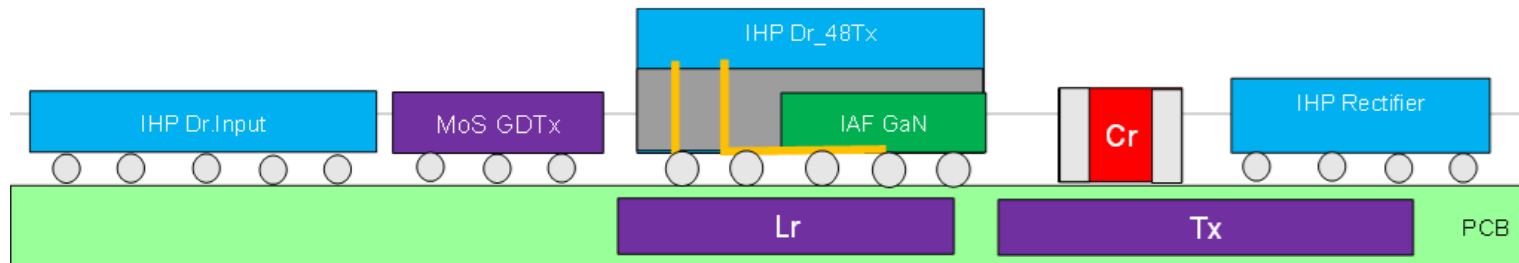 IHP Dr_48Tx
IHP Dr.Input
MoS GDTx
IAF GaN
Cr
IHP Rectifier
Lr
Tx
PCB